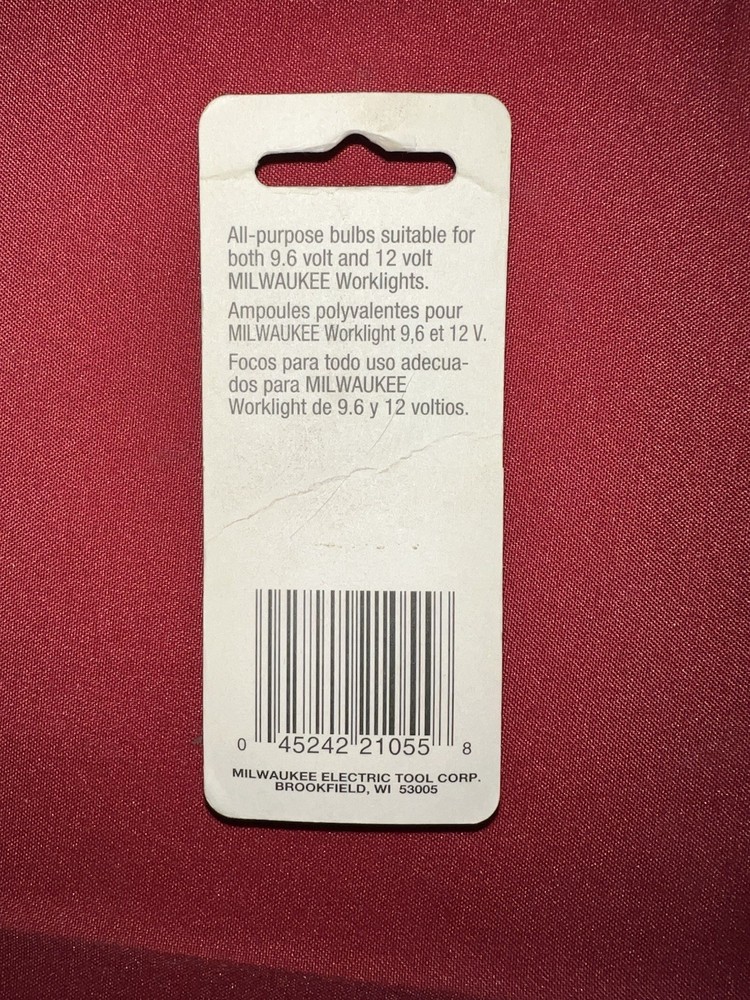 All-purpose bulbs suitable for
both 9.6 volt and 12 volt
MILWAUKEE Worklights.
Ampoules polyvalentes pour
MILWAUKEE Worklight 9,6 et 12 V.
Focos para todo uso adecua-
dos para MILWAUKEE
Worklight de 9.6 y 12 voltios.
0 45242 21055 8
MILWAUKEE ELECTRIC TOOL CORP.
BROOKFIELD, WI 53005